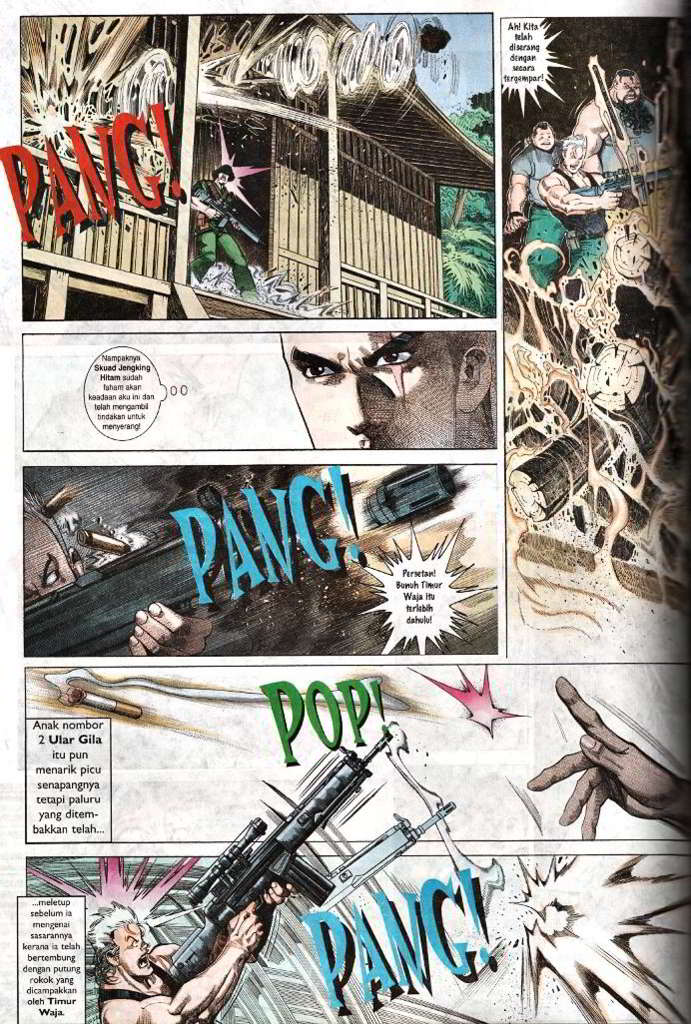 PANG!
Ah! Kita
telah
diserang
dengan
secara
tergempar!
Nampaknya
Skuad Jengking
Hitam sudah
faham akan
keadaan aku ini dan
telah mengambil
tindakan untuk
menyerang!
PANG!
Persetan!
Bunuh Timur
Waja itu
terlebih
dahulu!
POP!
Anak nombor
2 Ular Gila
itu pun
menarik picu
senapangnya
tetapi paluru
yang ditem-
bakkan telah...
PANG!
...meletup
sebelum ia
mengenai
sasarannya
kerana ia telah
bertembung
dengan putung
rokok yang
dicampakkan
oleh Timur
Waja.